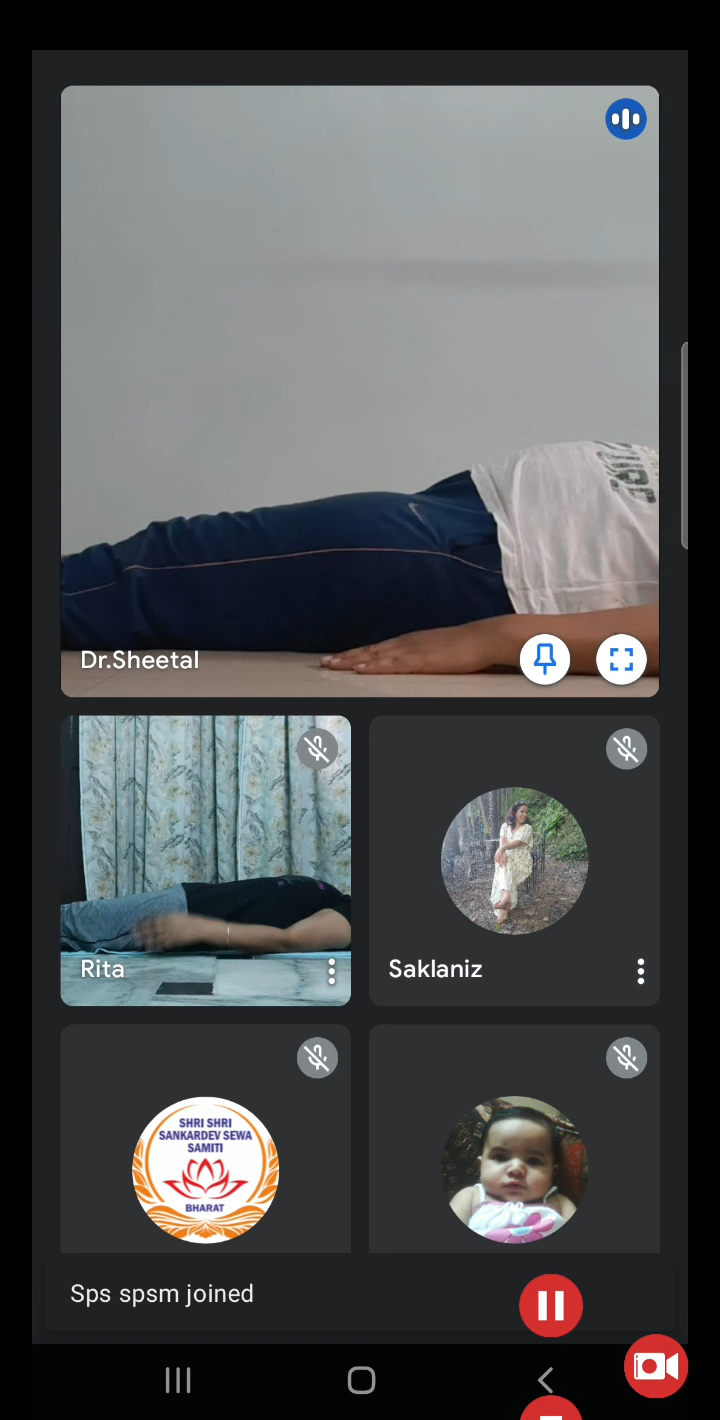 Dr.Sheetal
Rita
Saklaniz
SHRI SHRI
SANKARDEV SEWA
SAMITI
BHARAT
Sps spsm joined